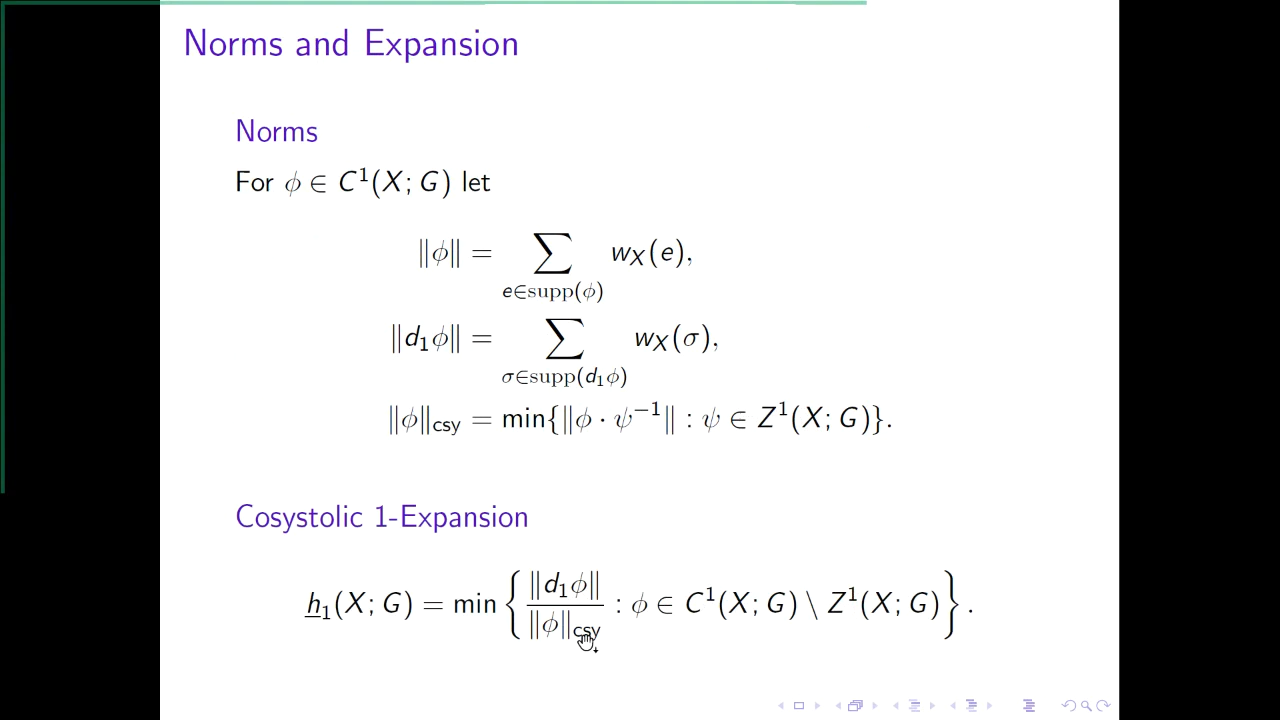 Norms and Expansion
Norms
For ϕ ∈ C¹(X; G) let
‖ϕ‖ = ∑_{e∈supp(ϕ)} w_X(e),
‖d₁ϕ‖ = ∑_{σ∈supp(d₁ϕ)} w_X(σ),
‖ϕ‖_csy = min{‖ϕ · ψ⁻¹‖ : ψ ∈ Z¹(X; G)}.
Cosystolic 1-Expansion
h̲₁(X; G) = min { ‖d₁ϕ‖ / ‖ϕ‖_csy : ϕ ∈ C¹(X; G) \ Z¹(X; G) } .